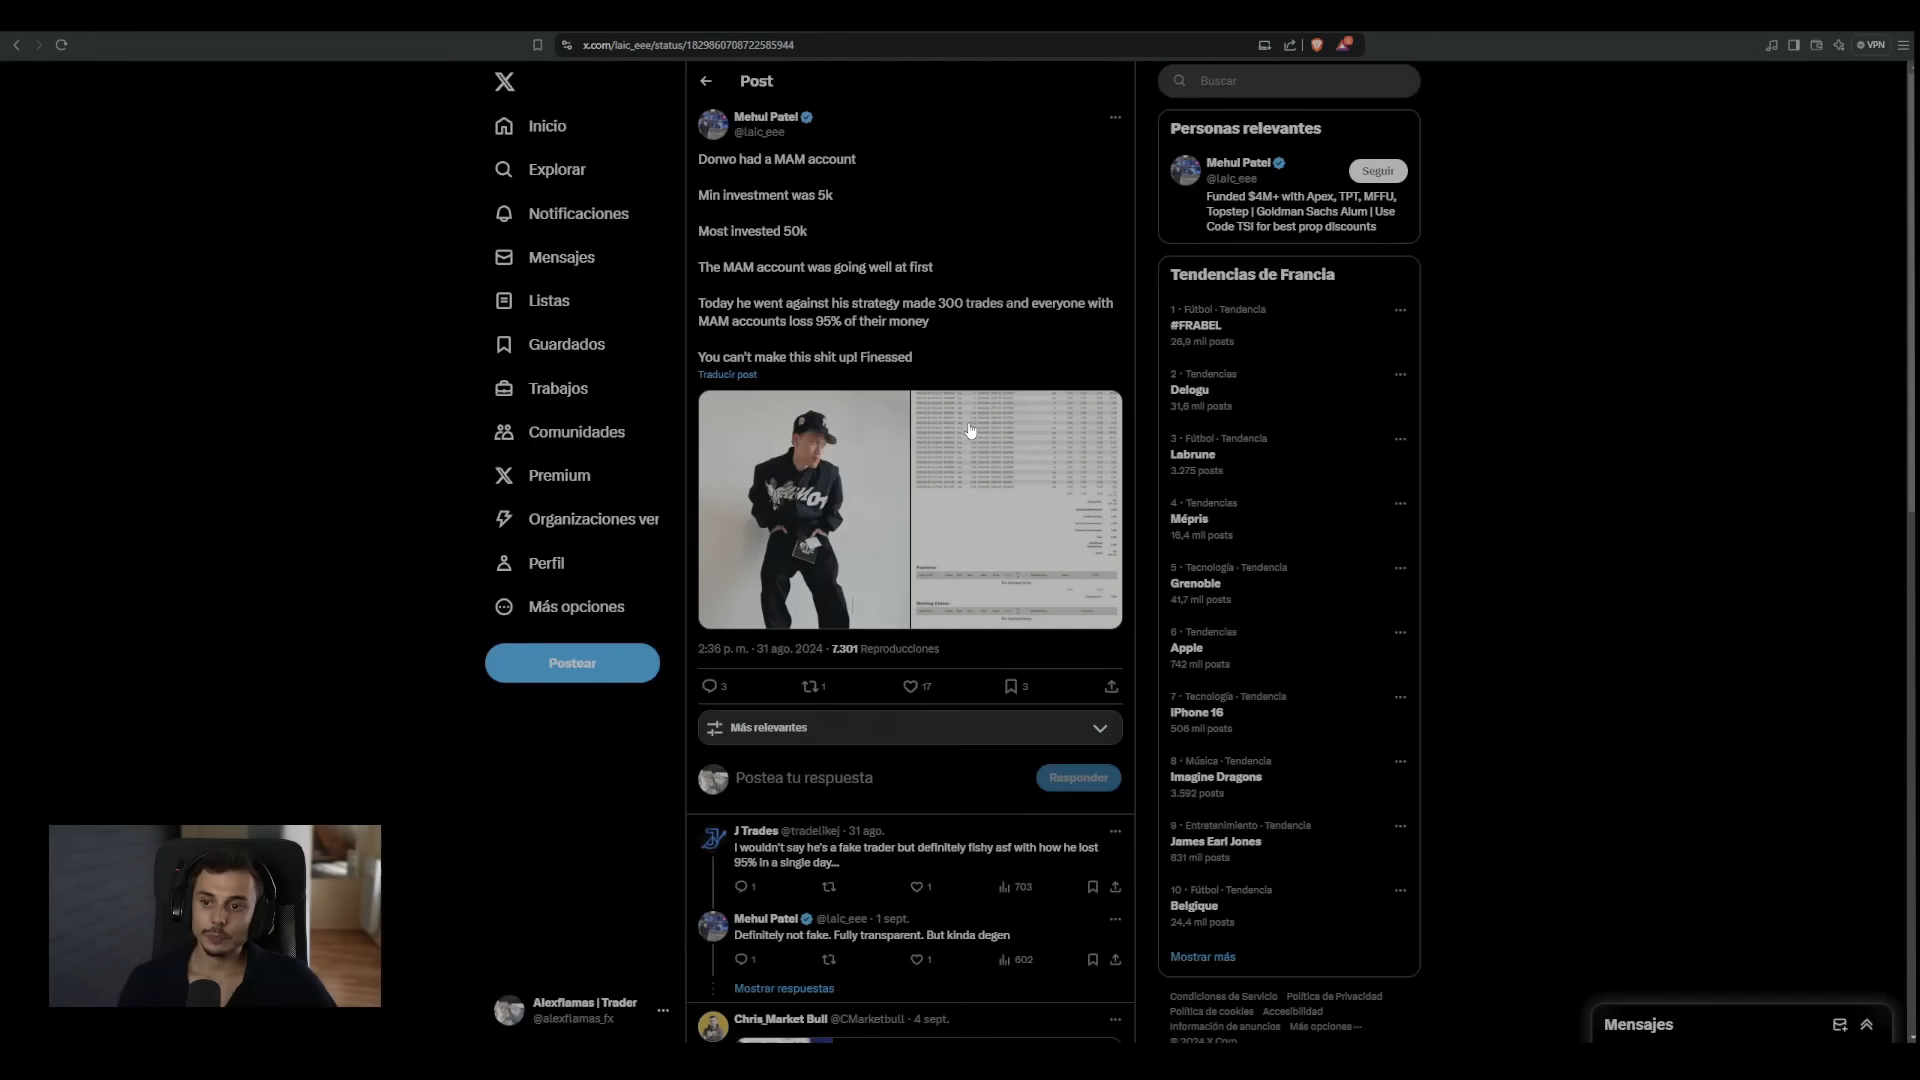 x.com/laic_eee/status/1829860708722585944
VPN
Post
Buscar
Inicio
Explorar
Notificaciones
Mensajes
Listas
Guardados
Trabajos
Comunidades
Premium
Organizaciones ver
Perfil
Más opciones
Postear
Alexflamas | Trader
@alexflamas_fx
Mehul Patel
@laic_eee
Donvo had a MAM account
Min investment was 5k
Most invested 50k
The MAM account was going well at first
Today he went against his strategy made 300 trades and everyone with
MAM accounts loss 95% of their money
You can't make this shit up! Finessed
Traducir post
2:36 p. m. · 31 ago. 2024 · 7.301 Reproducciones
3
1
17
3
Más relevantes
Postea tu respuesta
Responder
J Trades @tradelikej · 31 ago.
I wouldn't say he's a fake trader but definitely fishy asf with how he lost
95% in a single day...
1
1
703
Mehul Patel @laic_eee · 1 sept.
Definitely not fake. Fully transparent. But kinda degen
1
1
602
Mostrar respuestas
Chris_Market Bull @CMarketbull · 4 sept.
Personas relevantes
Mehul Patel
@laic_eee
Seguir
Funded $4M+ with Apex, TPT, MFFU,
Topstep | Goldman Sachs Alum | Use
Code TSI for best prop discounts
Tendencias de Francia
1 · Fútbol · Tendencia
#FRABEL
26,9 mil posts
2 · Tendencias
Delogu
31,6 mil posts
3 · Fútbol · Tendencia
Labrune
3.275 posts
4 · Tendencias
Mépris
16,4 mil posts
5 · Tecnología · Tendencia
Grenoble
41,7 mil posts
6 · Tendencias
Apple
742 mil posts
7 · Tecnología · Tendencia
iPhone 16
506 mil posts
8 · Música · Tendencia
Imagine Dragons
3.592 posts
9 · Entretenimiento · Tendencia
James Earl Jones
831 mil posts
10 · Fútbol · Tendencia
Belgique
24,4 mil posts
Mostrar más
Condiciones de Servicio Política de Privacidad
Política de cookies Accesibilidad
Información de anuncios Más opciones ···
© 2024 X Corp.
Mensajes